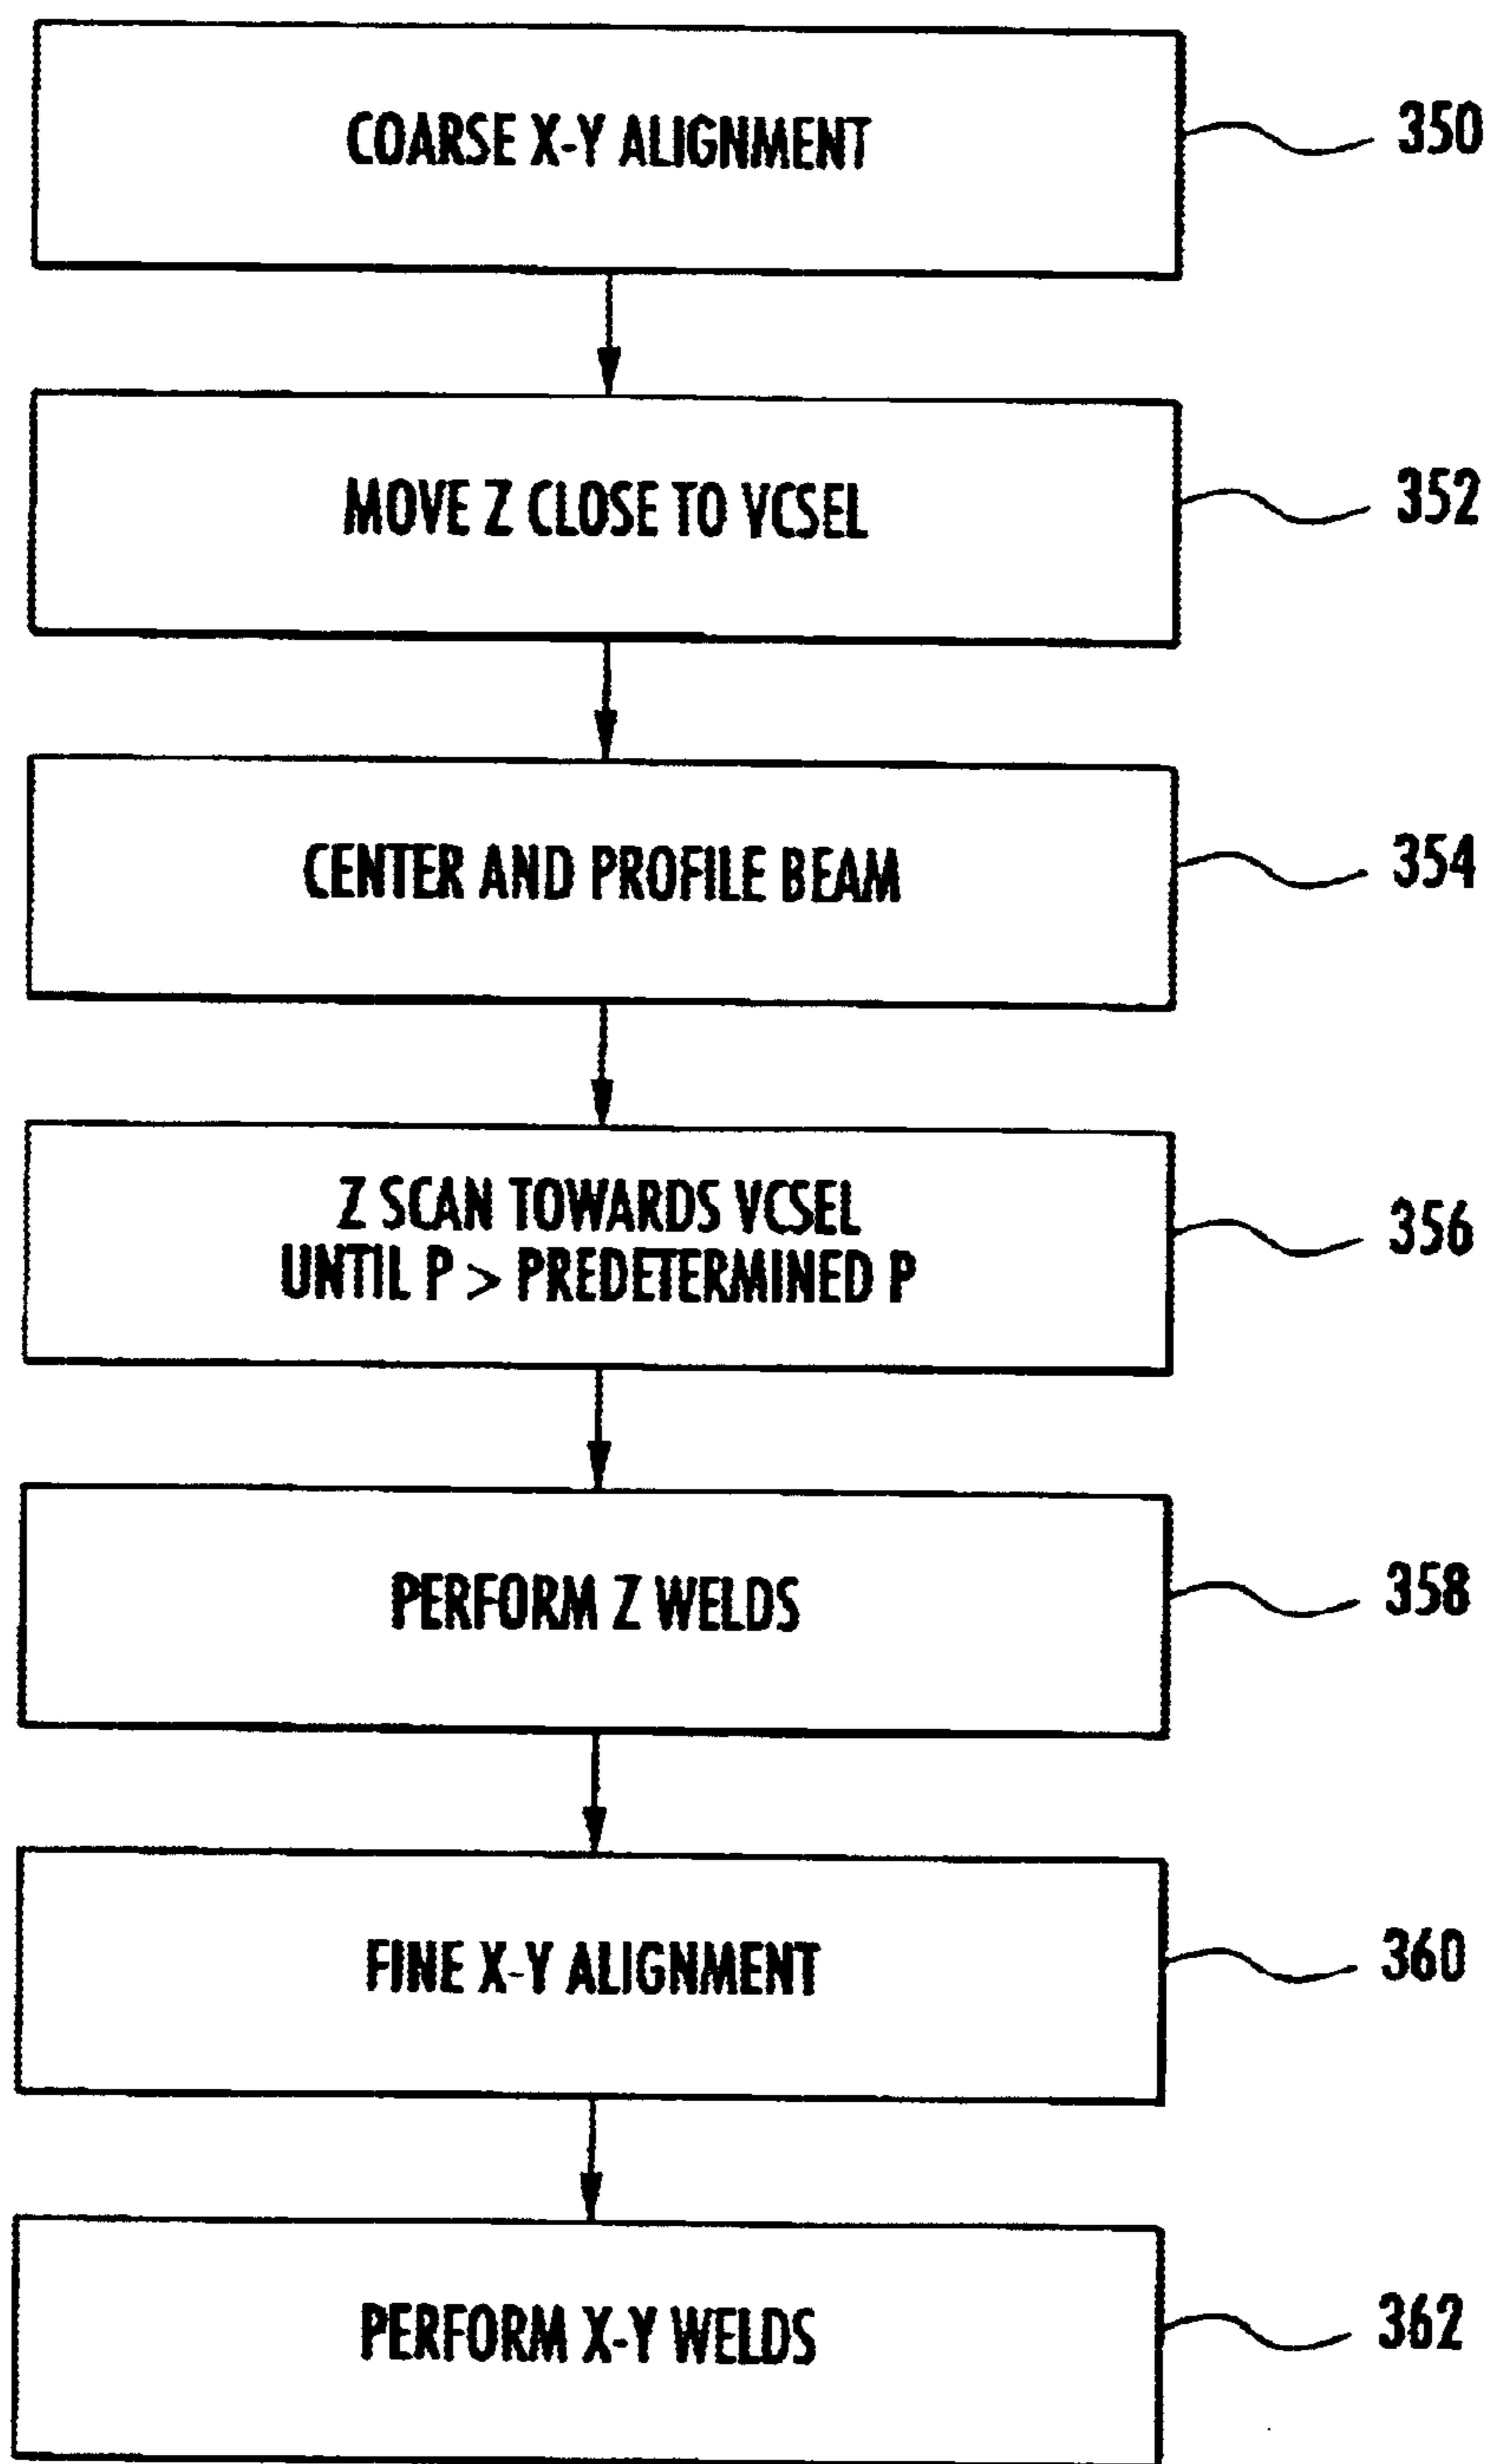 COARSE X-Y ALIGNMENT
350
MOVE Z CLOSE TO VCSEL
352
CENTER AND PROFILE BEAM
354
Z SCAN TOWARDS VCSEL
UNTIL P > PREDETERMINED P
356
PERFORM Z WELDS
358
FINE X-Y ALIGNMENT
360
PERFORM X-Y WELDS
362